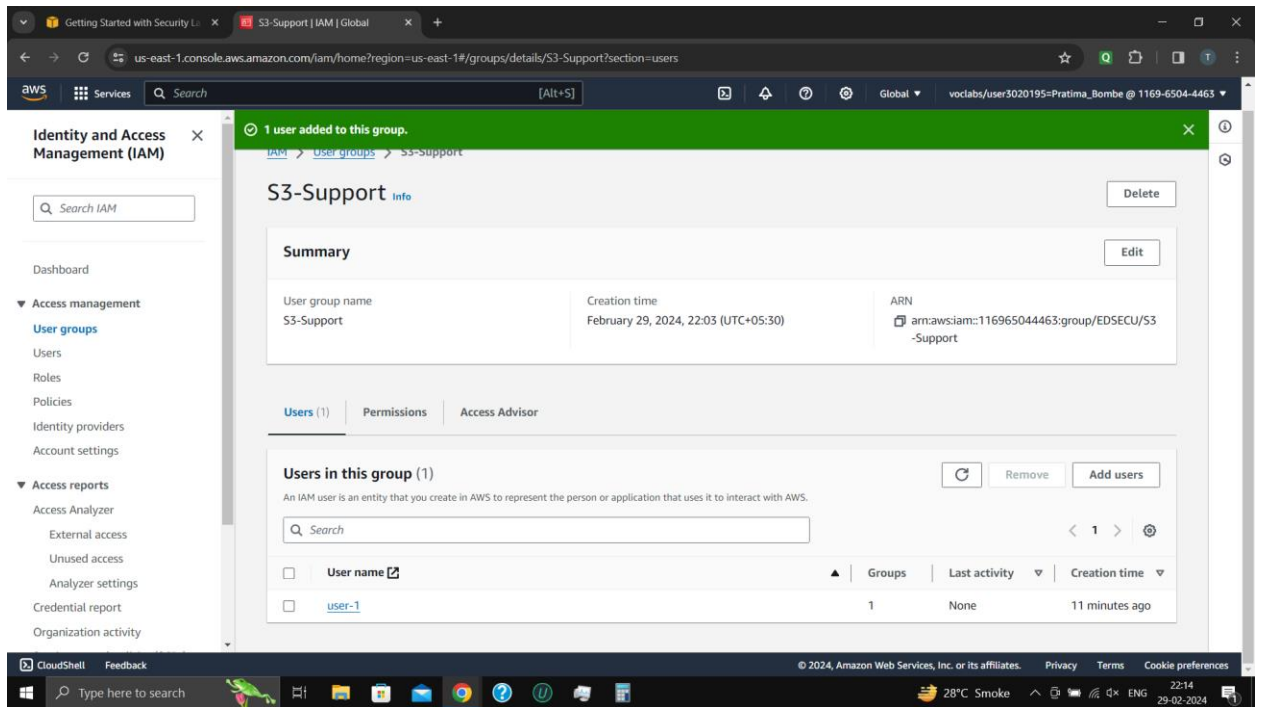 Getting Started with Security La
S3-Support | IAM | Global
us-east-1.console.aws.amazon.com/iam/home?region=us-east-1#/groups/details/S3-Support?section=users
aws Services Search [Alt+S] Global voclabs/user3020195=Pratima_Bombe @ 1169-6504-4463
Identity and Access
Management (IAM)
Search IAM
Dashboard
Access management
User groups
Users
Roles
Policies
Identity providers
Account settings
Access reports
Access Analyzer
External access
Unused access
Analyzer settings
Credential report
Organization activity
1 user added to this group.
IAM > User groups > S3-Support
S3-Support Info
Delete
Summary
Edit
User group name
S3-Support
Creation time
February 29, 2024, 22:03 (UTC+05:30)
ARN
arn:aws:iam::116965044463:group/EDSECU/S3
-Support
Users (1) Permissions Access Advisor
Users in this group (1)
Remove Add users
An IAM user is an entity that you create in AWS to represent the person or application that uses it to interact with AWS.
Search
1
User name Groups Last activity Creation time
user-1 1 None 11 minutes ago
CloudShell Feedback © 2024, Amazon Web Services, Inc. or its affiliates. Privacy Terms Cookie preferences
Type here to search
28°C Smoke ENG
22:14
29-02-2024